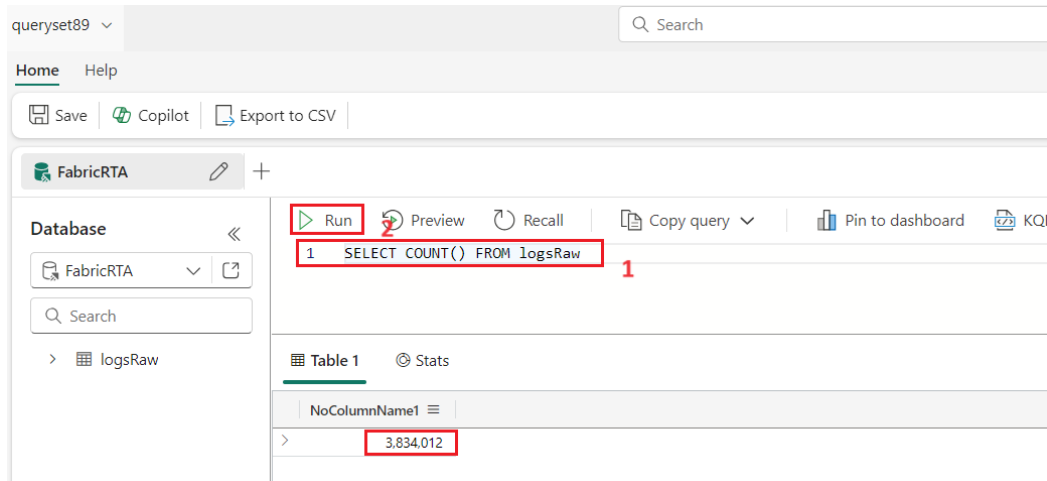 queryset89
Search
Home Help
Save Copilot Export to CSV
FabricRTA
Database
FabricRTA
Search
logsRaw
Run 2 Preview Recall Copy query Pin to dashboard KQL
1 SELECT COUNT() FROM logsRaw
1
Table 1 Stats
NoColumnName1
3,834,012